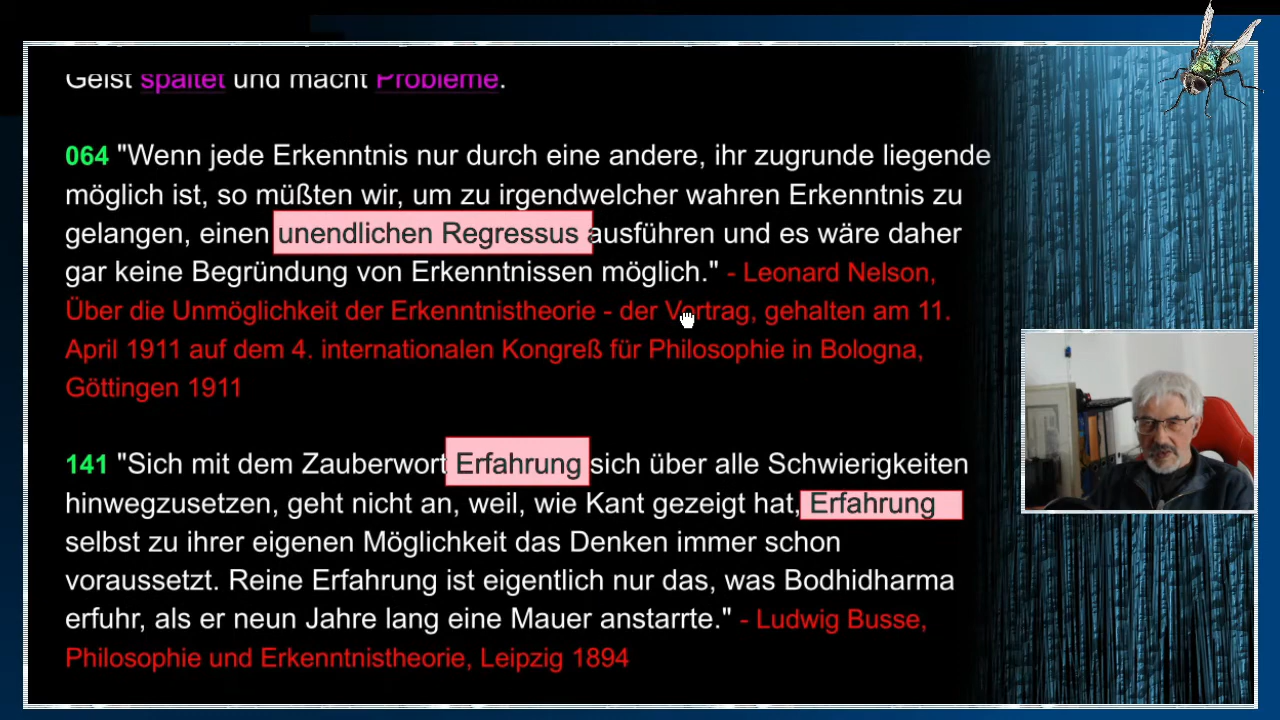 Geist spaltet und macht Probleme.
064 "Wenn jede Erkenntnis nur durch eine andere, ihr zugrunde liegende
möglich ist, so müßten wir, um zu irgendwelcher wahren Erkenntnis zu
gelangen, einen unendlichen Regressus ausführen und es wäre daher
gar keine Begründung von Erkenntnissen möglich." - Leonard Nelson,
Über die Unmöglichkeit der Erkenntnistheorie - der Vortrag, gehalten am 11.
April 1911 auf dem 4. internationalen Kongreß für Philosophie in Bologna,
Göttingen 1911
141 "Sich mit dem Zauberwort Erfahrung sich über alle Schwierigkeiten
hinwegzusetzen, geht nicht an, weil, wie Kant gezeigt hat, Erfahrung
selbst zu ihrer eigenen Möglichkeit das Denken immer schon
voraussetzt. Reine Erfahrung ist eigentlich nur das, was Bodhidharma
erfuhr, als er neun Jahre lang eine Mauer anstarrte." - Ludwig Busse,
Philosophie und Erkenntnistheorie, Leipzig 1894